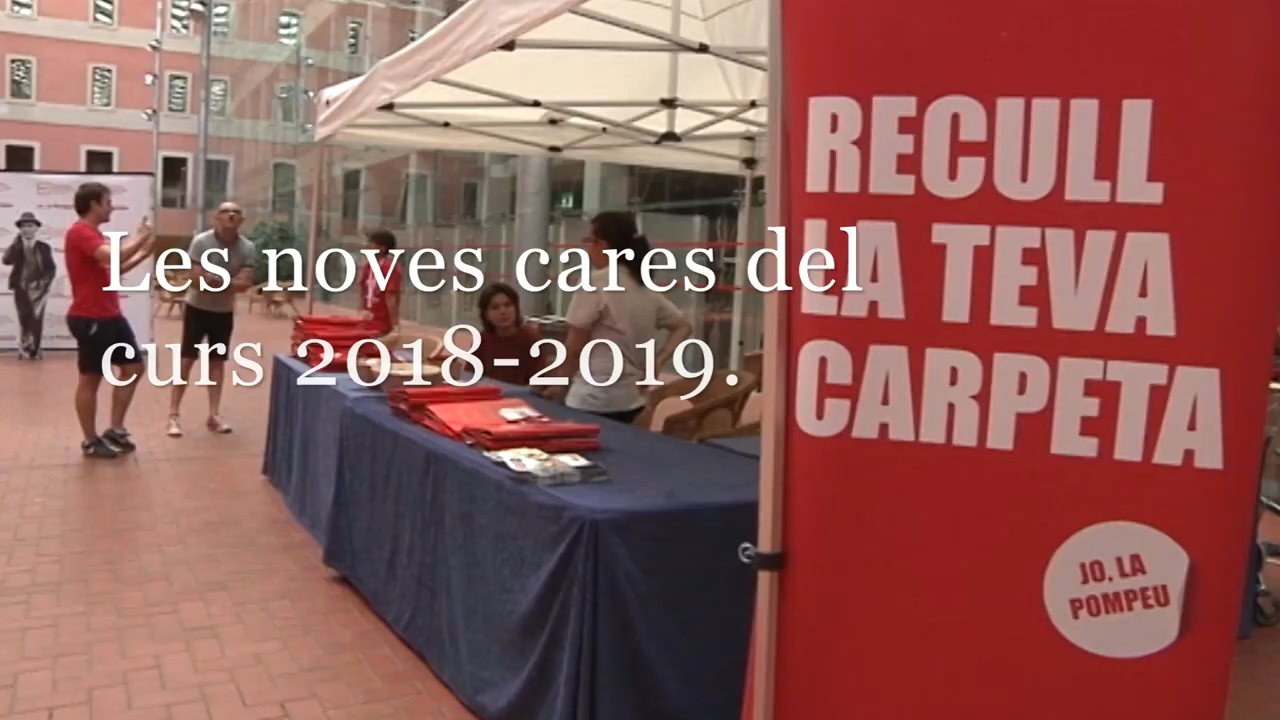 Les noves cares del
curs 2018-2019.
RECULL
LA TEVA
CARPETA
JO, LA
POMPEU